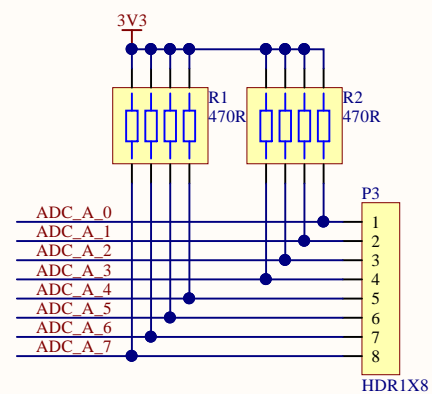 3V3
R1
470R
R2
470R
P3
ADC_A_0
1
ADC_A_1
2
ADC_A_2
3
ADC_A_3
4
ADC_A_4
5
ADC_A_5
6
ADC_A_6
7
ADC_A_7
8
HDR1X8